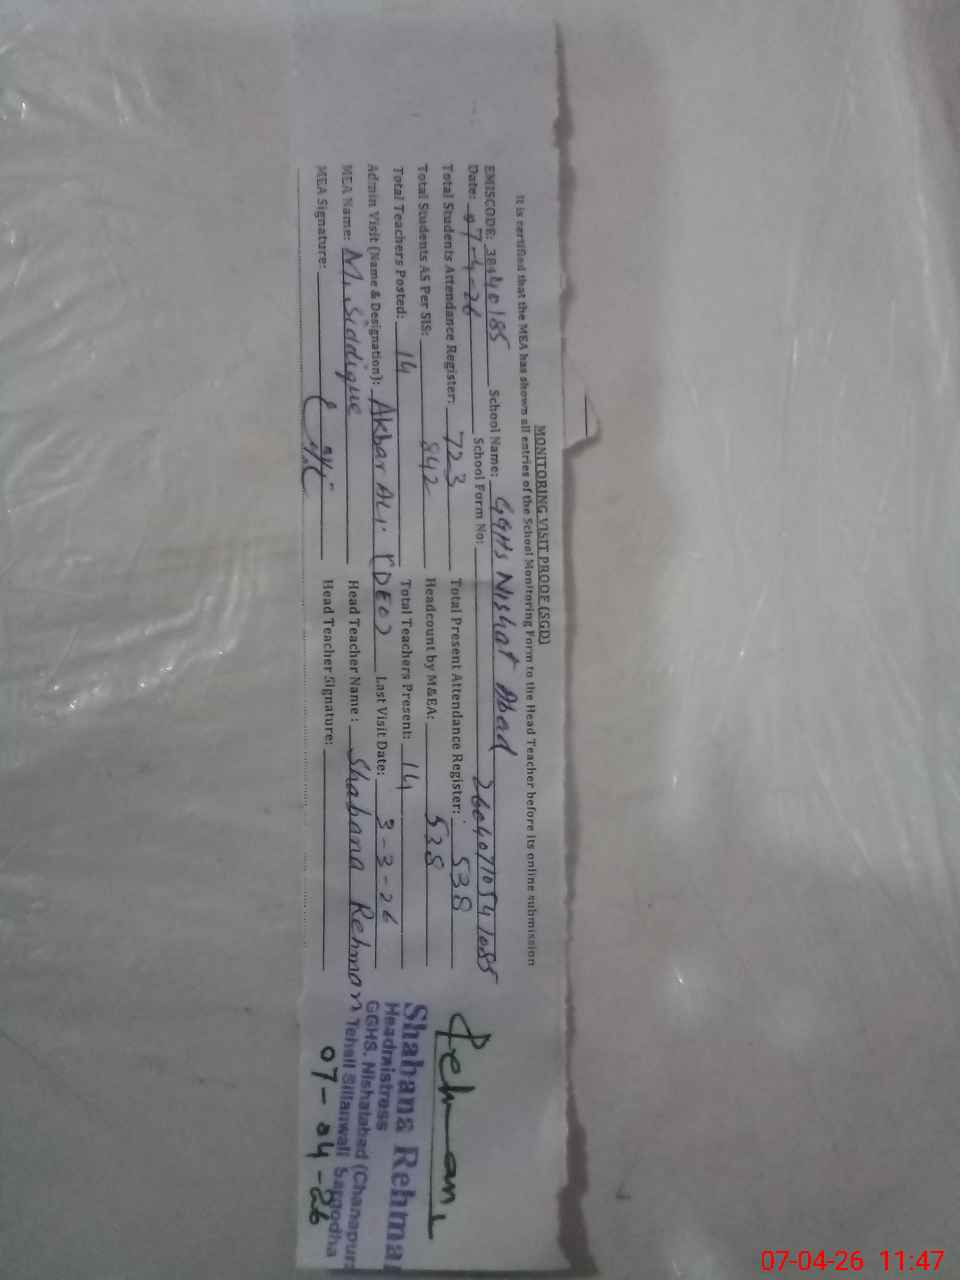 MONITORING VISIT PROOF (SGD)
It is certified that the MEA has shown all entries of the School Monitoring Form to the Head Teacher before its online submission
EMISCODE: 38440185 School Name: GGHS Nishat Abad
Date: 07-4-26 School Form No: 26040710541085
Total Students Attendance Register: 723 Total Present Attendance Register: 538
Total Students AS Per SIS: 842 Headcount by M&EA: 538
Total Teachers Posted: 14 Total Teachers Present: 14
Admin Visit (Name & Designation): Akbar Ali (DEO) Last Visit Date: 3-3-26
MEA Name: M. Siddique Head Teacher Name: Shabana Rehman
MEA Signature: Head Teacher Signature:
Rehman
Shabana Rehma
Headmistress
GGHS. Nishatabad (Chanapur
Tehsil Sillanwali Sargodha
07-04-26
07-04-26 11:47